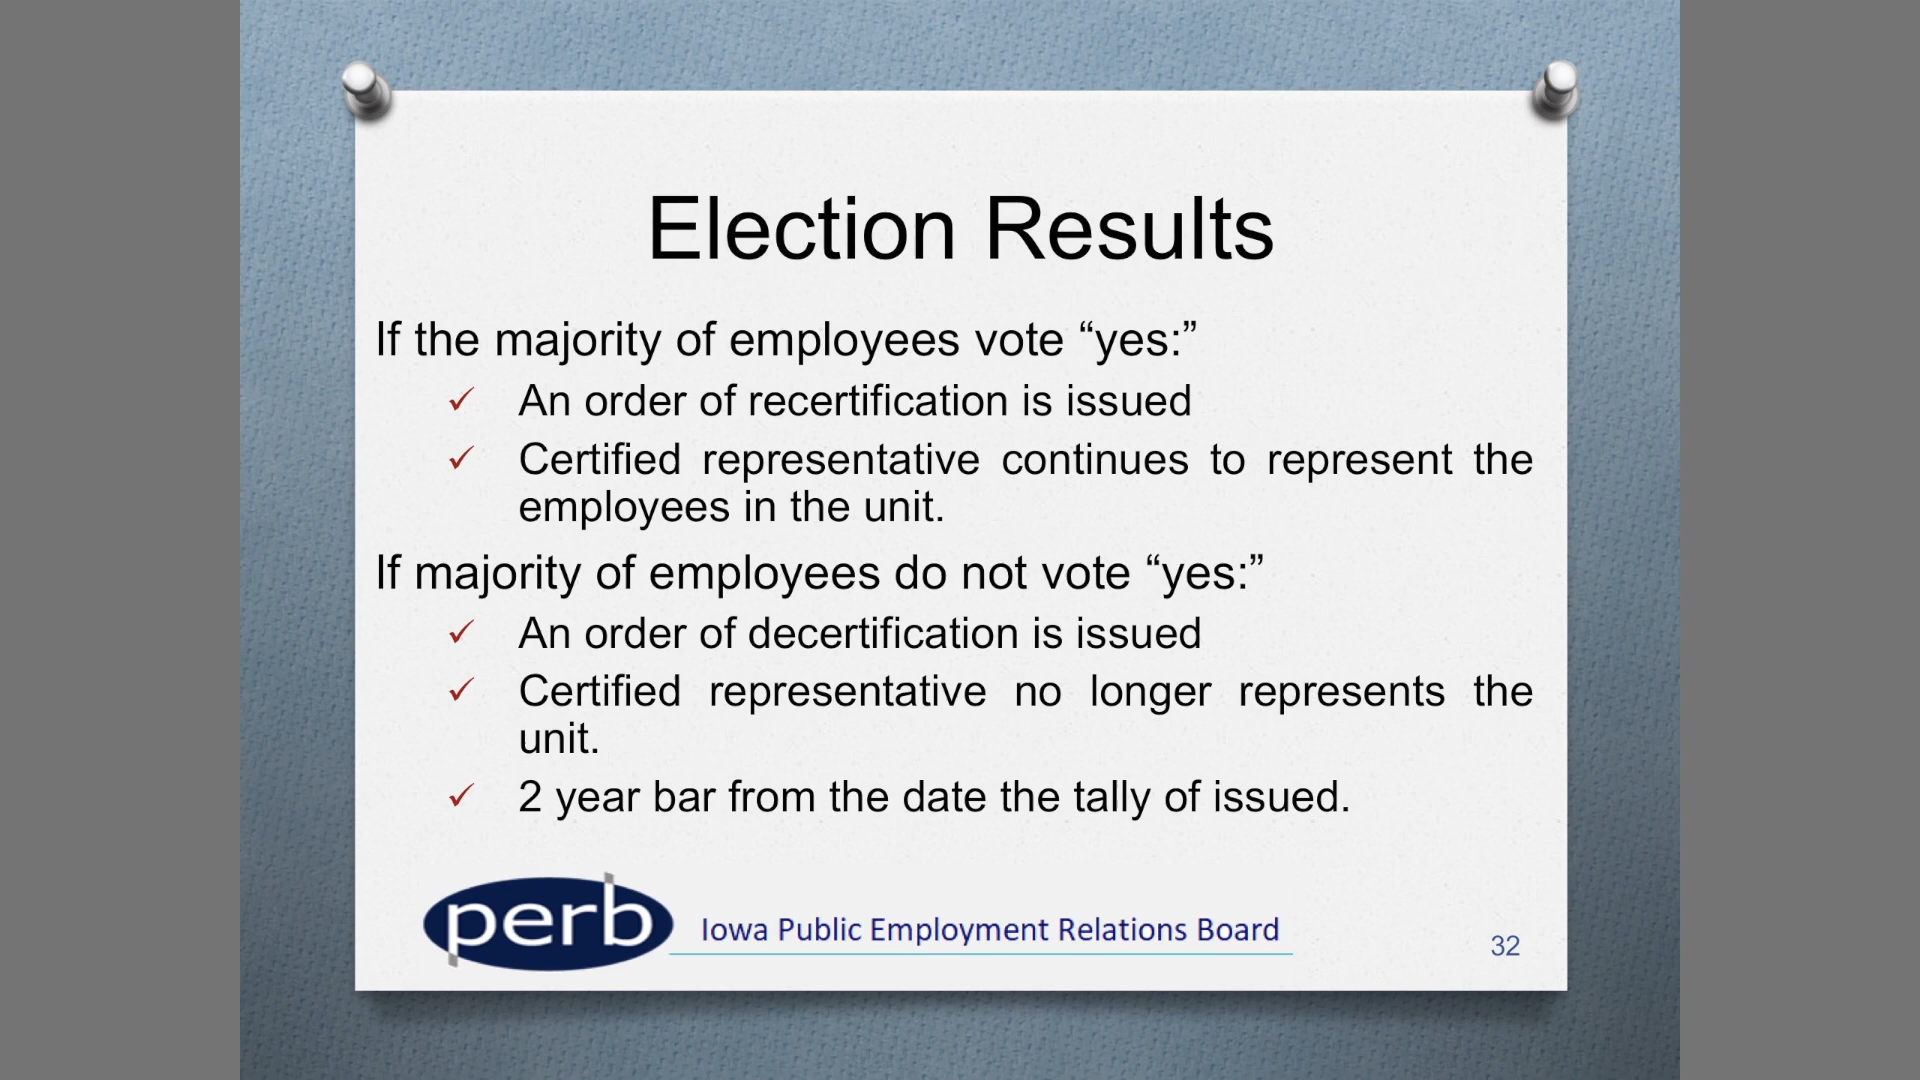 Election Results
If the majority of employees vote “yes:”
✓ An order of recertification is issued
✓ Certified representative continues to represent the
employees in the unit.
If majority of employees do not vote “yes:”
✓ An order of decertification is issued
✓ Certified representative no longer represents the
unit.
✓ 2 year bar from the date the tally of issued.
perb Iowa Public Employment Relations Board
32